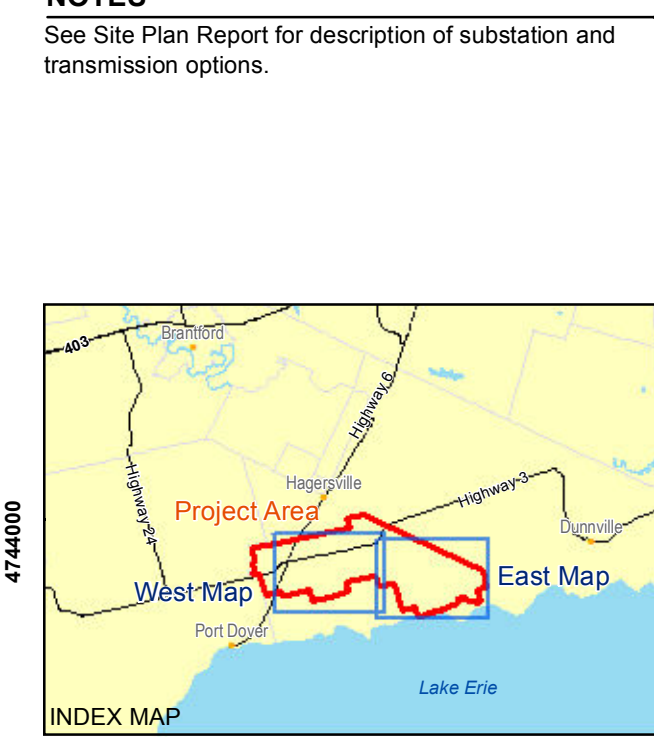 NOTES
See Site Plan Report for description of substation and
transmission options.
4744000
Brantford
403
Highway 6
Highway 24
Hagersville
Highway 3
Project Area
Dunnville
West Map
East Map
Port Dover
Lake Erie
INDEX MAP